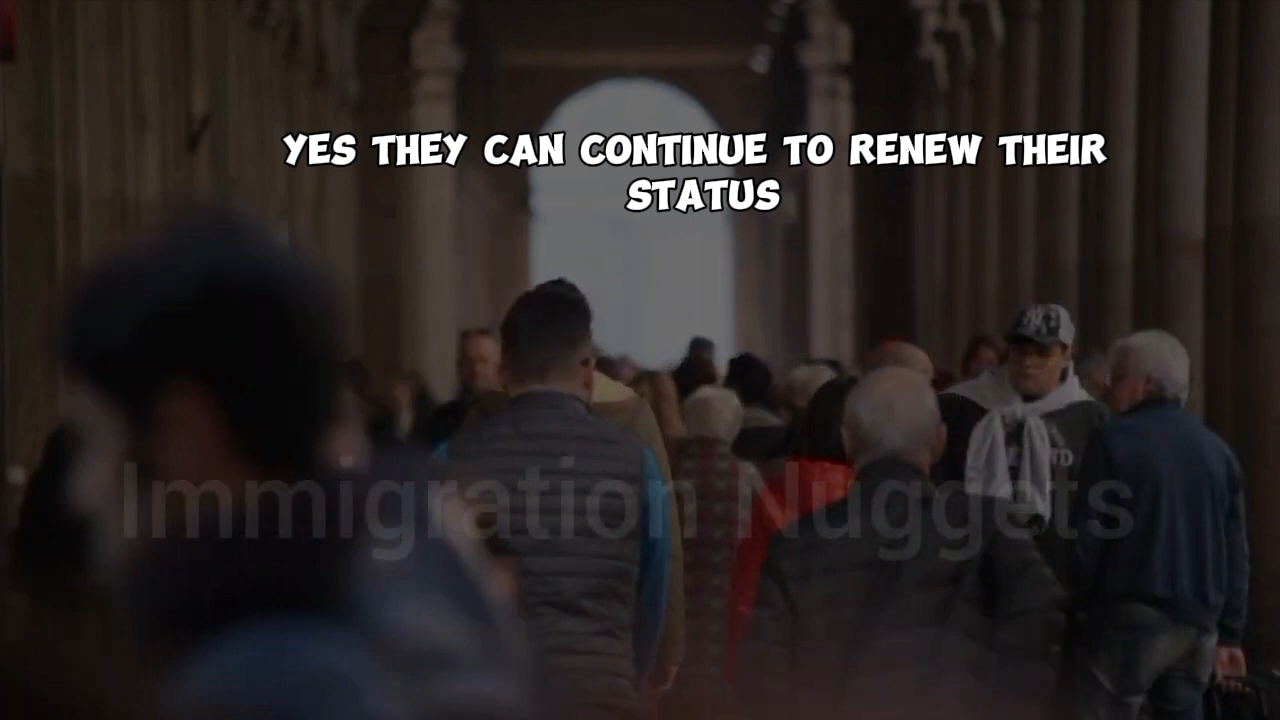 YES THEY CAN CONTINUE TO RENEW THEIR
STATUS
Immigration Nuggets